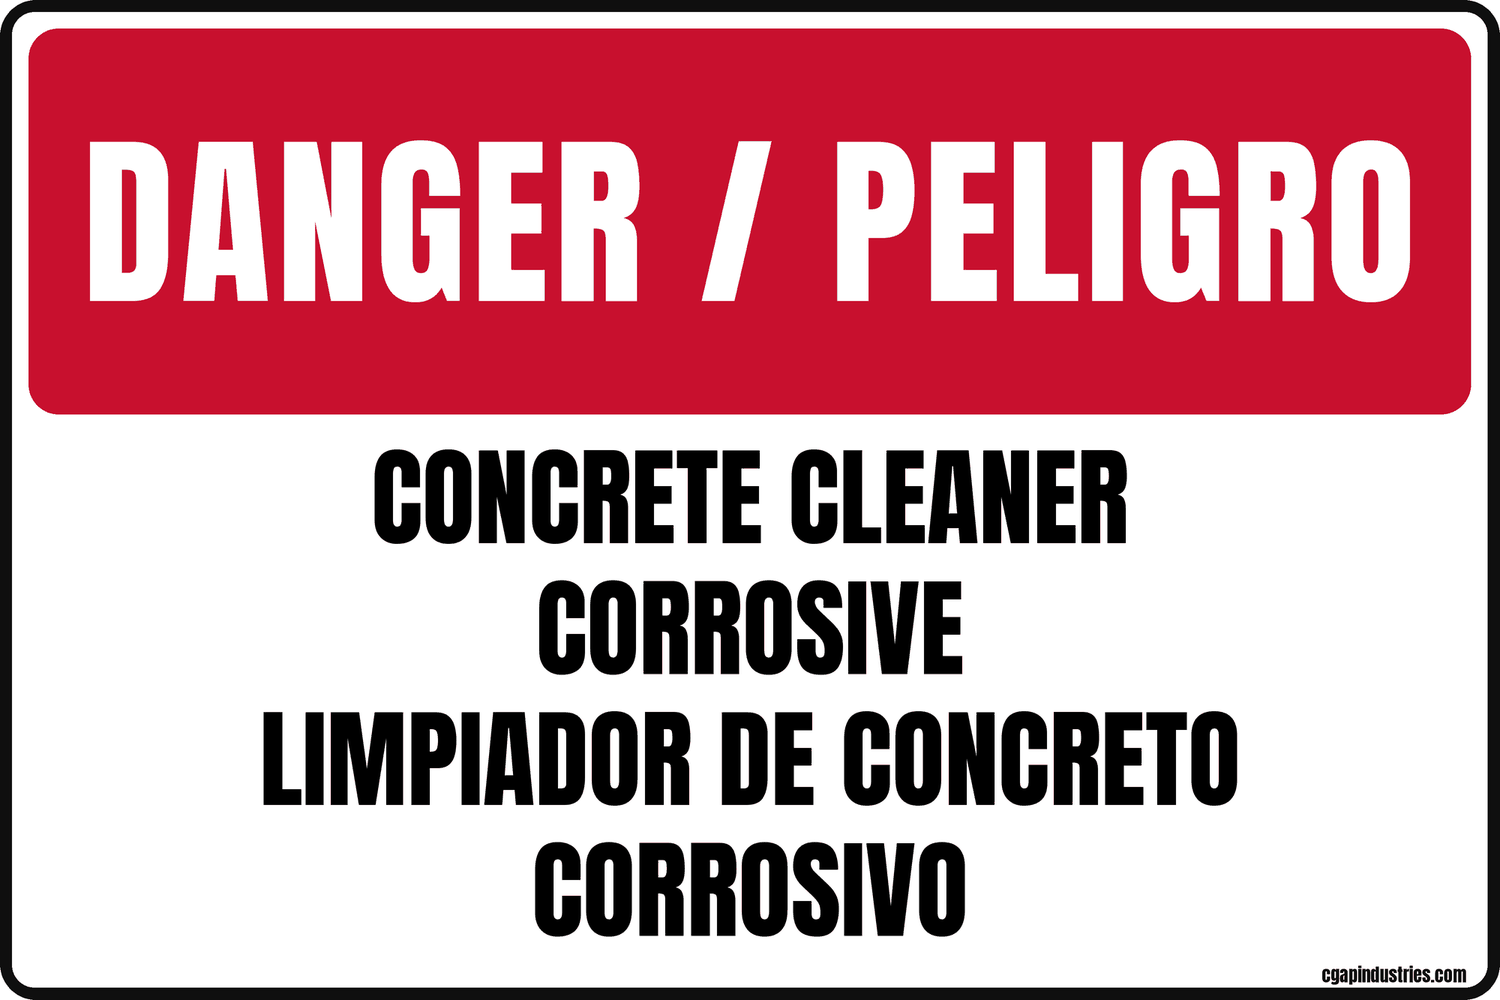 DANGER / PELIGRO
CONCRETE CLEANER
CORROSIVE
LIMPIADOR DE CONCRETO
CORROSIVO
cgapindustries.com